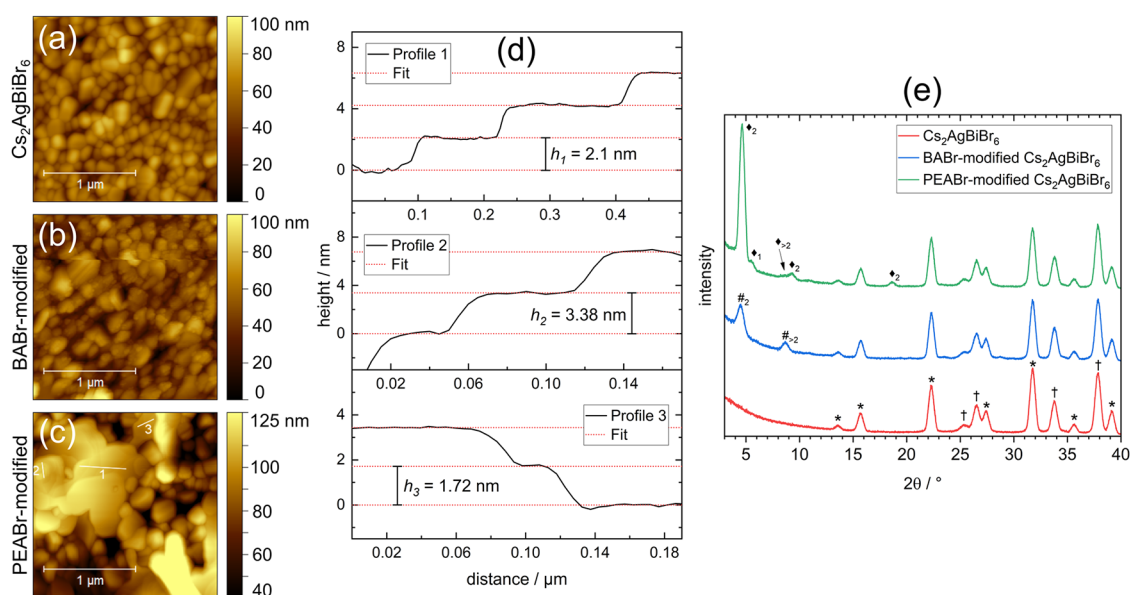 (a)
Cs₂AgBiBr₆
1 µm
100 nm
80
60
40
20
0
(b)
BABr-modified
1 µm
100 nm
80
60
40
20
0
(c)
PEABr-modified
1
2
3
1 µm
125 nm
100
80
60
40
(d)
height / nm
8
4
0
Profile 1
Fit
h₁ = 2.1 nm
0.1 0.2 0.3 0.4
8
4
0
Profile 2
Fit
h₂ = 3.38 nm
0.02 0.06 0.10 0.15
4
2
0
Profile 3
Fit
h₃ = 1.72 nm
0.02 0.06 0.10 0.14 0.18
distance / µm
(e)
intensity
Cs₂AgBiBr₆
BABr-modified Cs₂AgBiBr₆
PEABr-modified Cs₂AgBiBr₆
♦₂
♦₁
♦>₂
♦₂
♦₂
#₂
#>₂
* * * † † * * † * † *
5 10 15 20 25 30 35 40
2θ / °